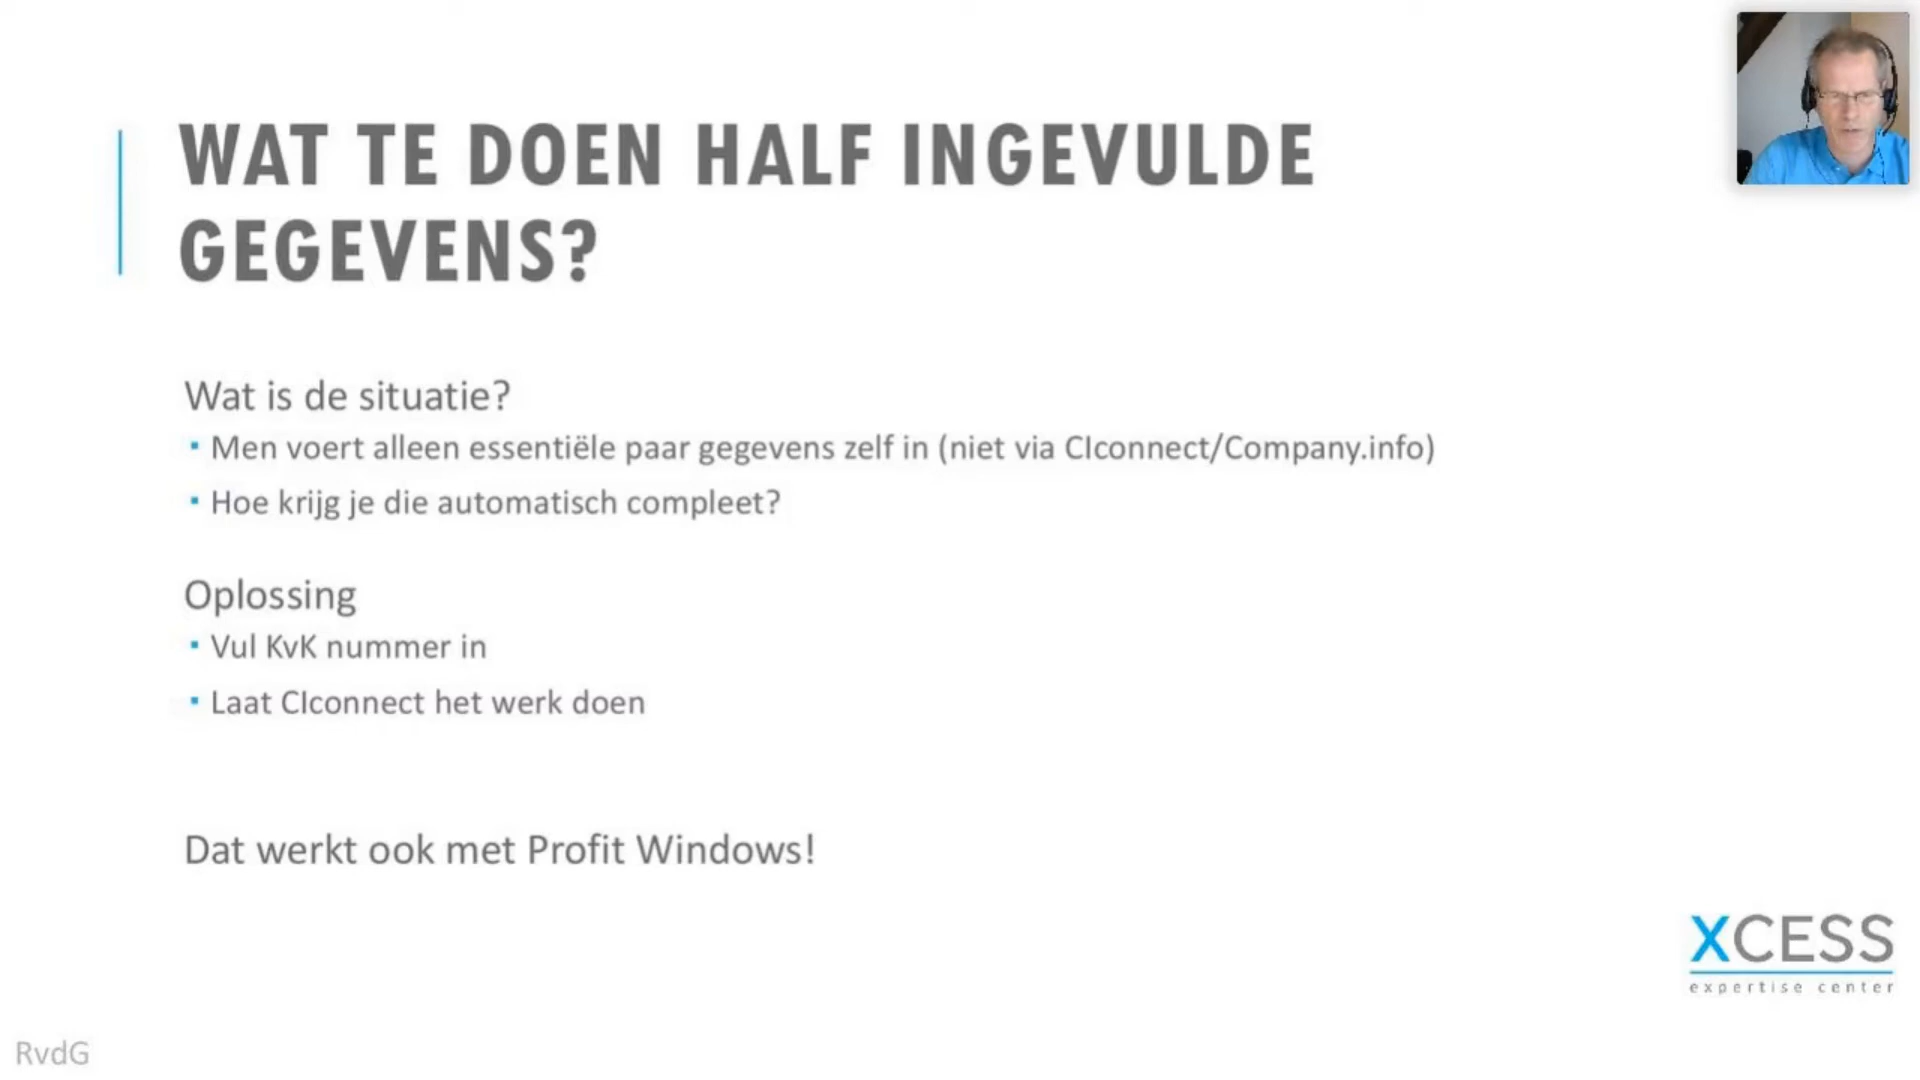 WAT TE DOEN HALF INGEVULDE
GEGEVENS?
Wat is de situatie?
▪ Men voert alleen essentiële paar gegevens zelf in (niet via CIconnect/Company.info)
▪ Hoe krijg je die automatisch compleet?
Oplossing
▪ Vul KvK nummer in
▪ Laat CIconnect het werk doen
Dat werkt ook met Profit Windows!
XCESS
expertise center
RvdG